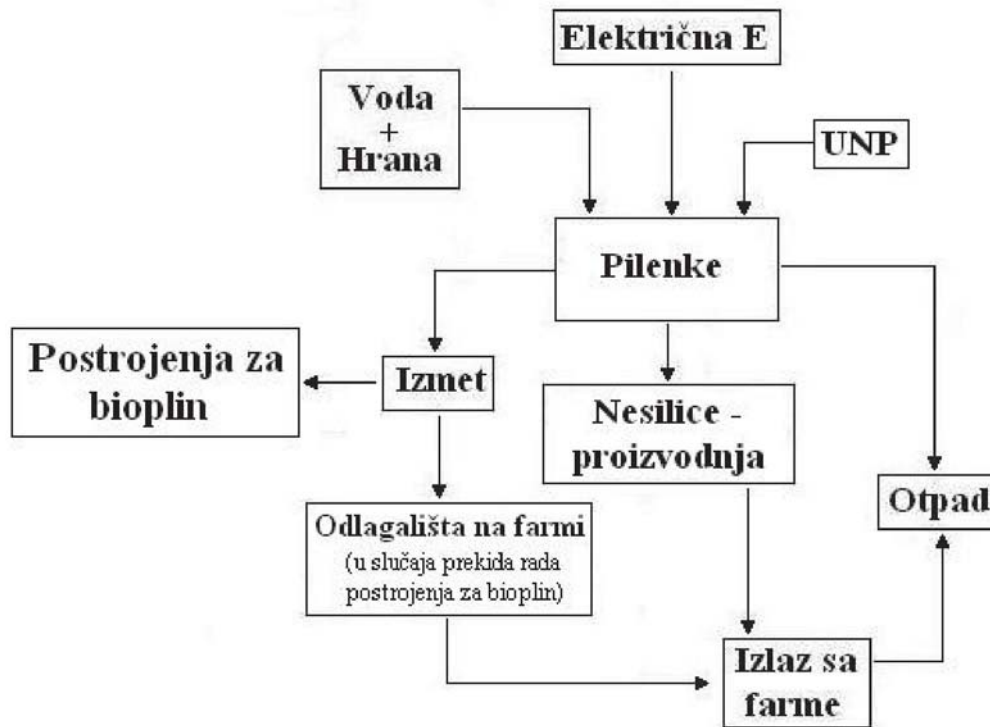 Električna E
Voda
+
Hrana
UNP
Pilenke
Postrojenja za
bioplin
Izmet
Nesilice -
proizvodnja
Otpad
Odlagališta na farmi
(u slučaja prekida rada
postrojenja za bioplin)
Izlaz sa
farme